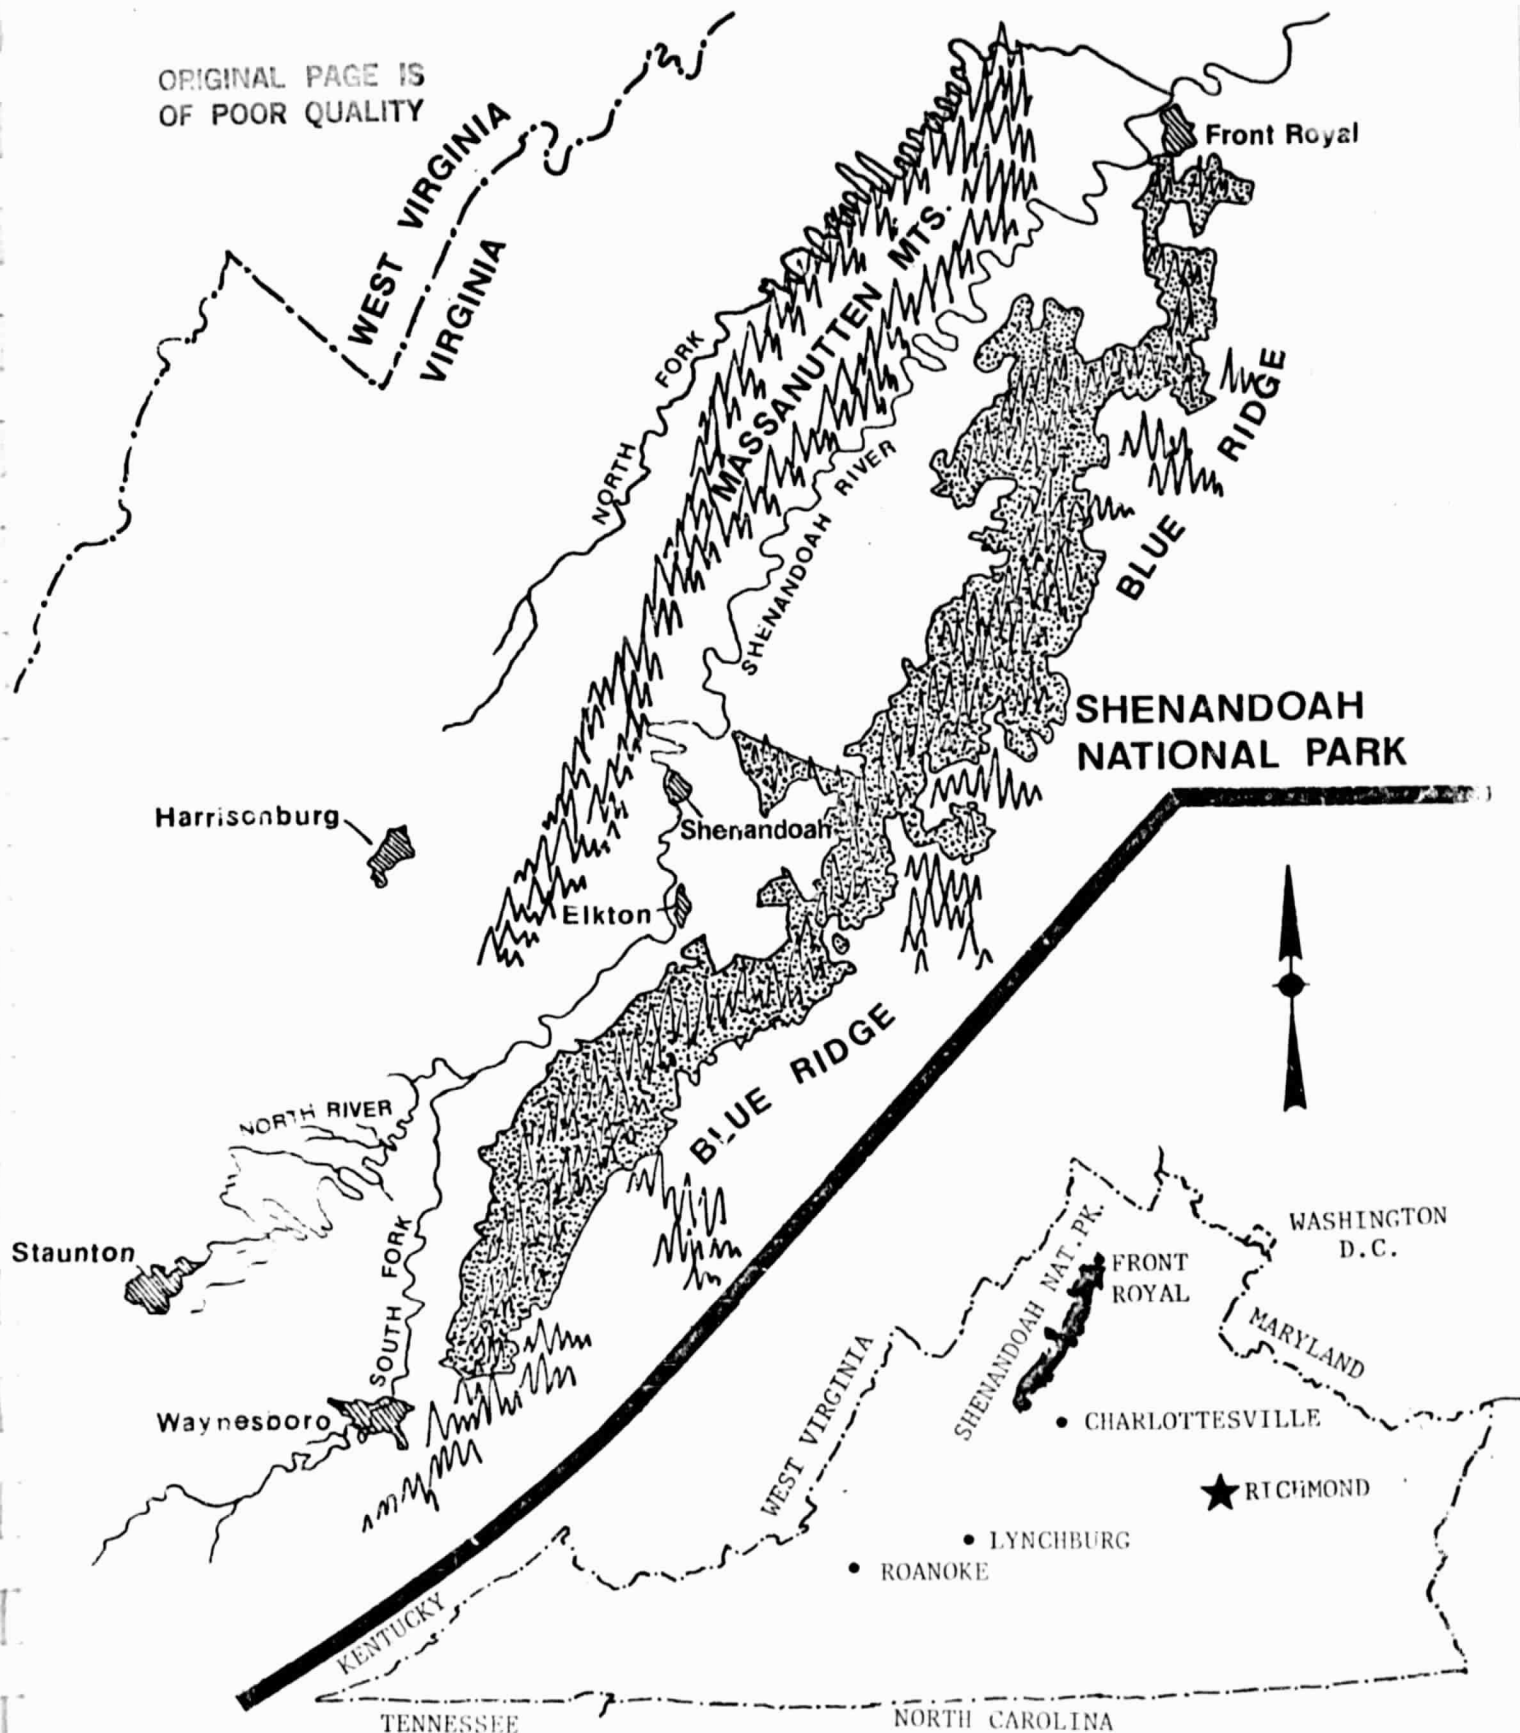 ORIGINAL PAGE IS
OF POOR QUALITY
WEST VIRGINIA
VIRGINIA
Front Royal
MASSANUTTEN MTS.
NORTH FORK
SHENANDOAH RIVER
BLUE RIDGE
SHENANDOAH
NATIONAL PARK
Harrisonburg
Shenandoah
Elkton
BLUE RIDGE
NORTH RIVER
SOUTH FORK
Staunton
Waynesboro
WASHINGTON
D.C.
SHENANDOAH NAT. PK.
FRONT
ROYAL
MARYLAND
WEST VIRGINIA
CHARLOTTESVILLE
RICHMOND
LYNCHBURG
ROANOKE
KENTUCKY
TENNESSEE
NORTH CAROLINA